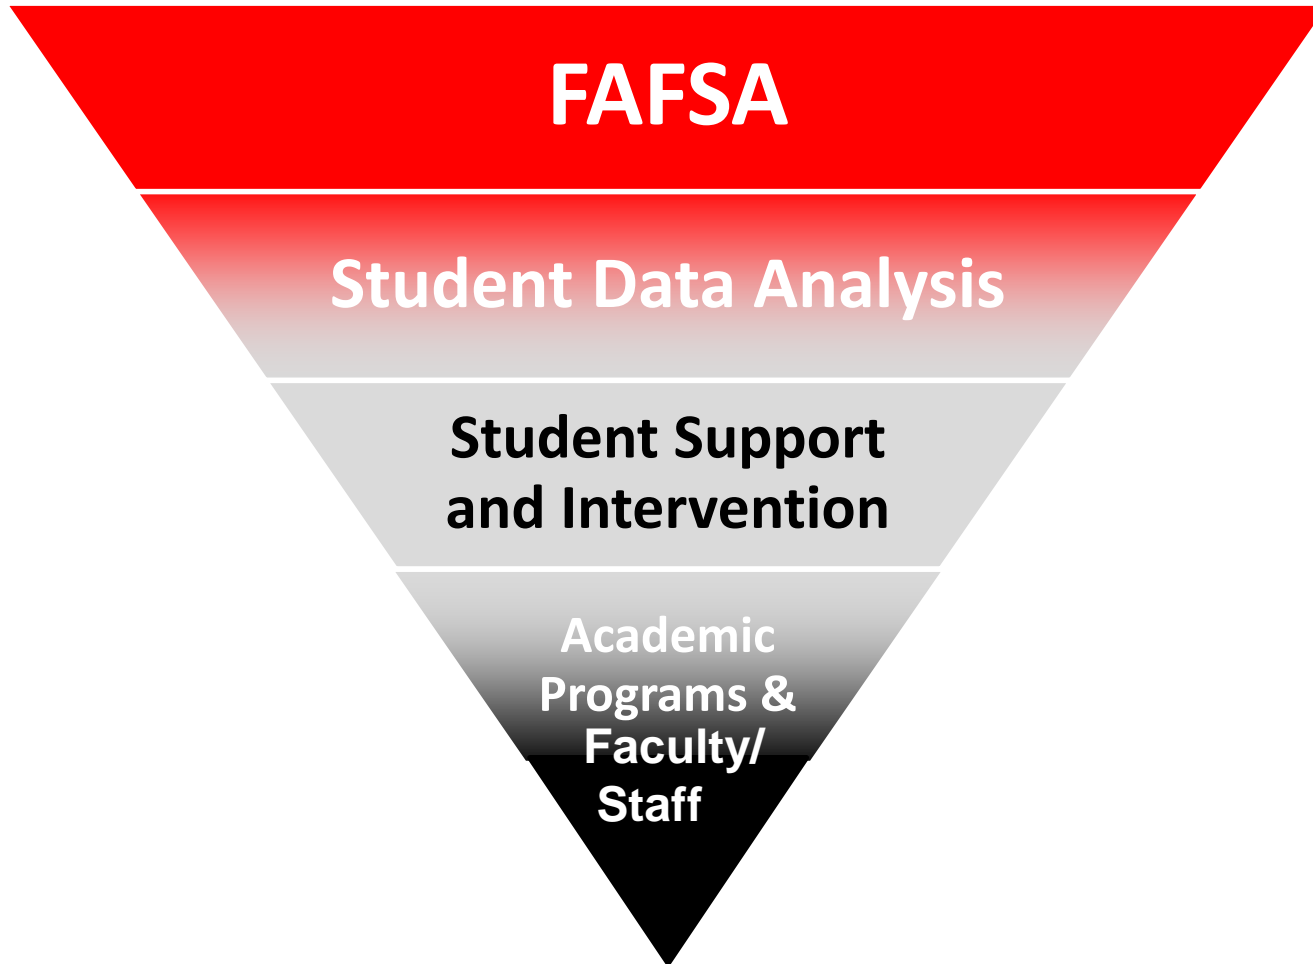 FAFSA
Student Data Analysis
Student Support
and Intervention
Academic
Programs &
Faculty/
Staff